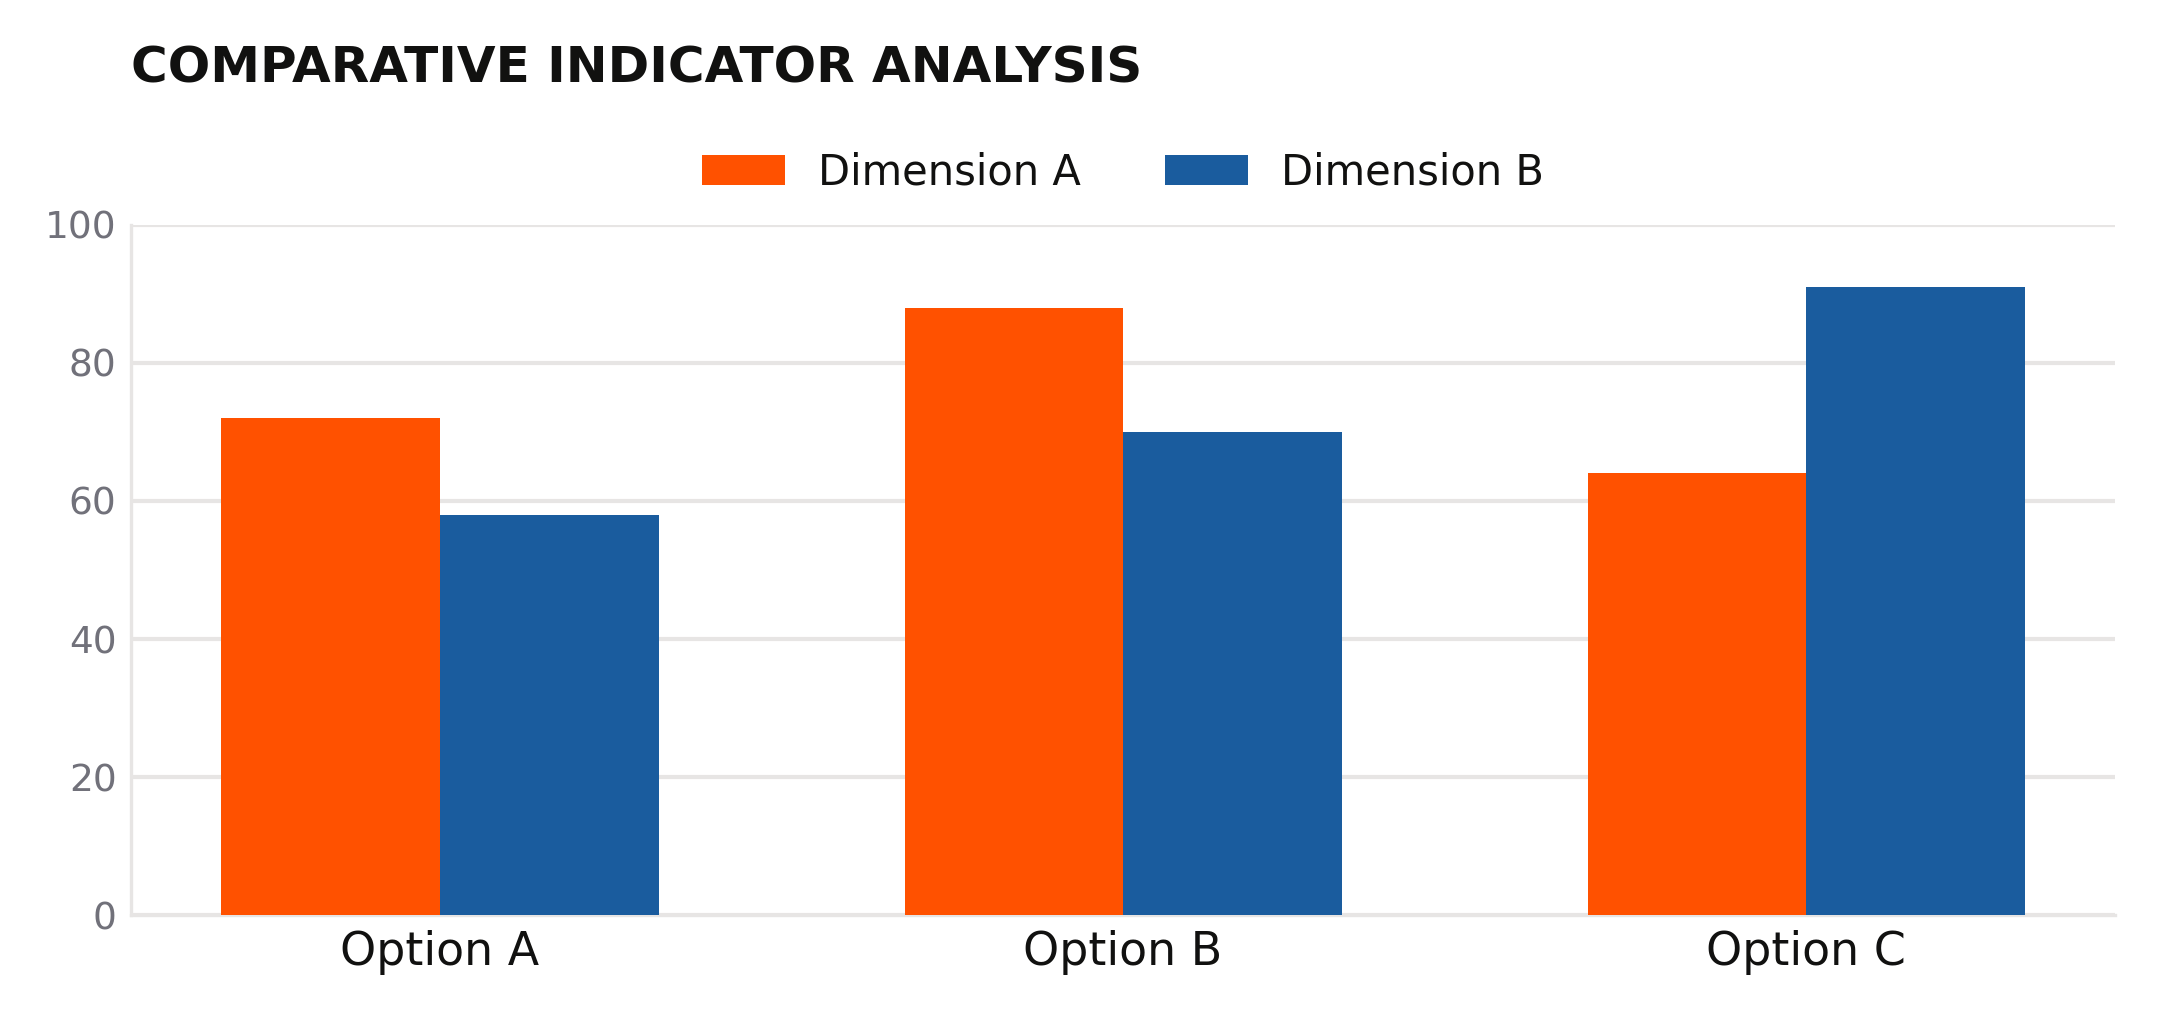 COMPARATIVE INDICATOR ANALYSIS
Dimension A Dimension B
100
80
60
40
20
0
Option A Option B Option C